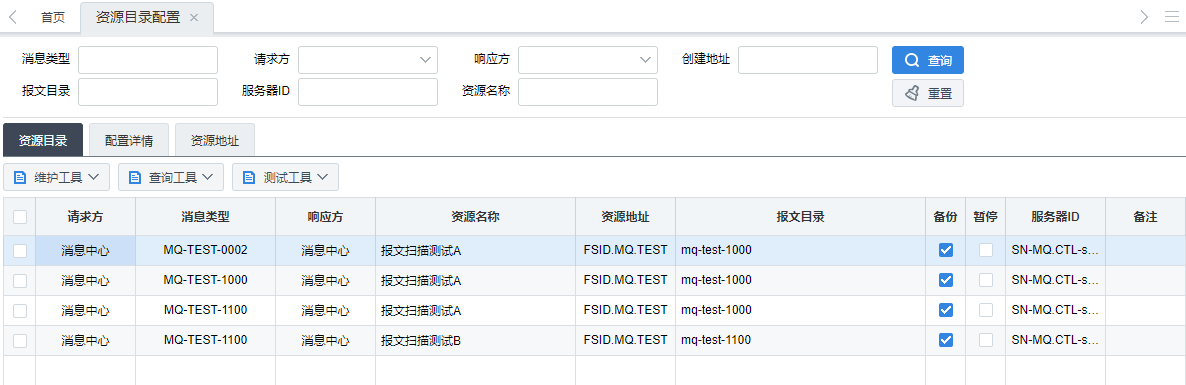 首页 资源目录配置
消息类型 请求方 响应方 创建地址 查询
报文目录 服务器ID 资源名称 重置
资源目录 配置详情 资源地址
维护工具 查询工具 测试工具
请求方 消息类型 响应方 资源名称 资源地址 报文目录 备份 暂停 服务器ID 备注
消息中心 MQ-TEST-0002 消息中心 报文扫描测试A FSID.MQ.TEST mq-test-1000 SN-MQ.CTL-s...
消息中心 MQ-TEST-1000 消息中心 报文扫描测试A FSID.MQ.TEST mq-test-1000 SN-MQ.CTL-s...
消息中心 MQ-TEST-1100 消息中心 报文扫描测试A FSID.MQ.TEST mq-test-1000 SN-MQ.CTL-s...
消息中心 MQ-TEST-1100 消息中心 报文扫描测试B FSID.MQ.TEST mq-test-1100 SN-MQ.CTL-s...